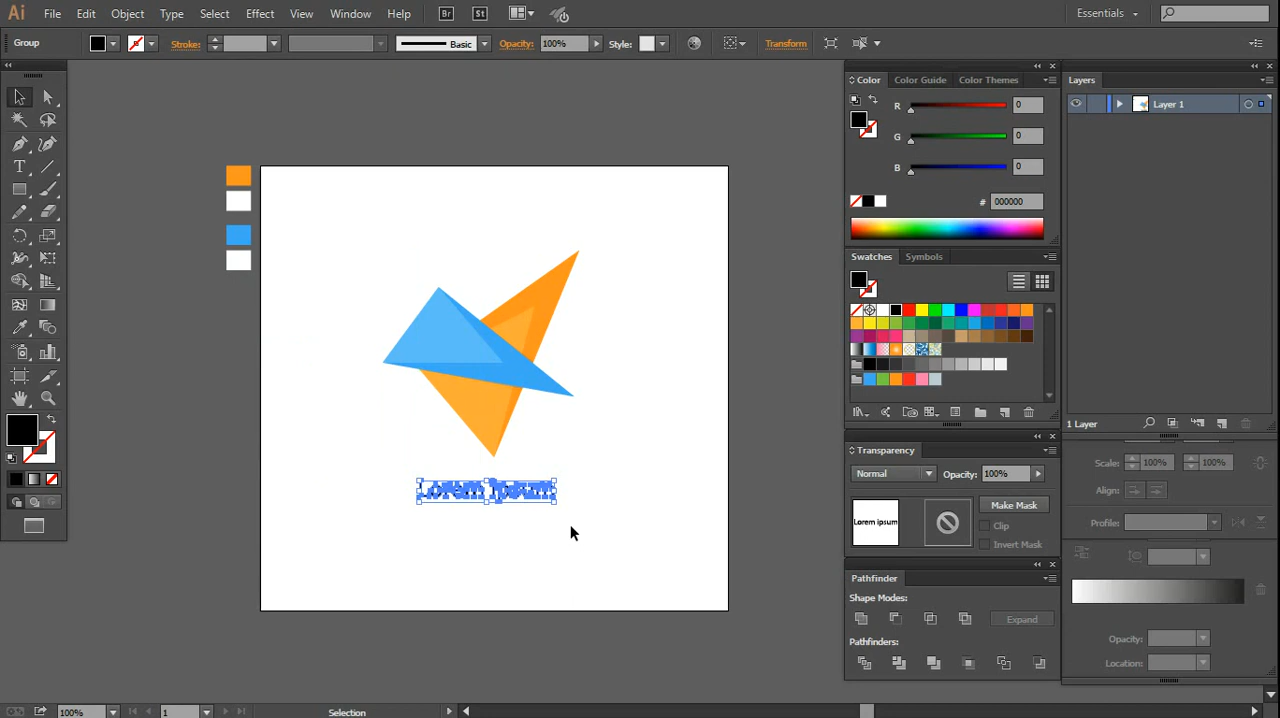 Ai File Edit Object Type Select Effect View Window Help Br St Essentials
Group Stroke: Basic Opacity: 100% Style: Transform
Color Color Guide Color Themes
R 0
G 0
B 0
# 000000
Swatches Symbols
Transparency
Normal Opacity: 100%
Lorem ipsum
Make Mask
Clip
Invert Mask
Pathfinder
Shape Modes:
Expand
Pathfinders:
Layers
Layer 1
1 Layer
Scale: 100% 100%
Align:
Profile:
Opacity:
Location:
Lorem Ipsum
100% 1 Selection